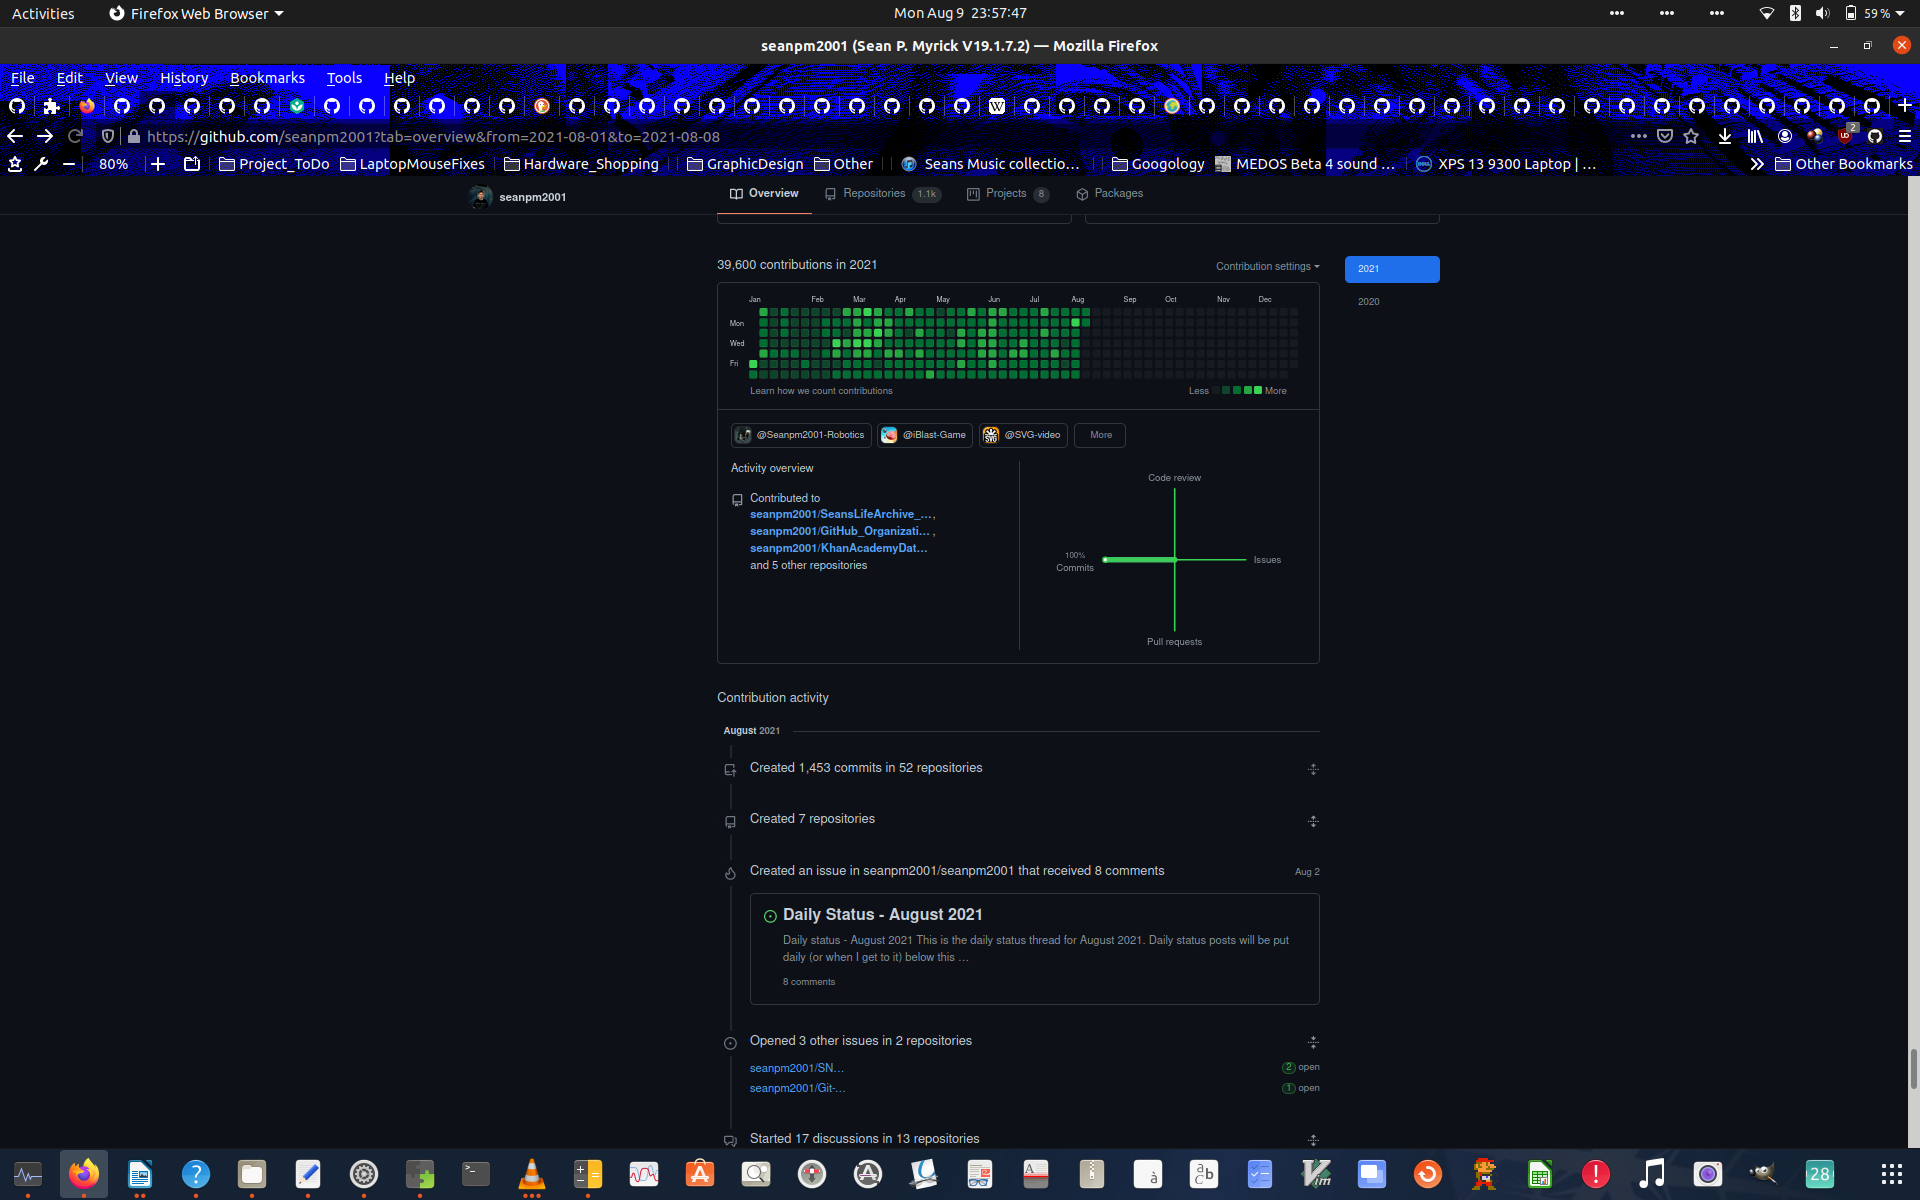 Activities
Firefox Web Browser
Mon Aug 9 23:57:47
59 %
seanpm2001 (Sean P. Myrick V19.1.7.2) — Mozilla Firefox
File Edit View History Bookmarks Tools Help
https://github.com/seanpm2001?tab=overview&from=2021-08-01&to=2021-08-08
2
80%
Project_ToDo
LaptopMouseFixes
Hardware_Shopping
GraphicDesign
Other
Seans Music collectio…
Googology
MEDOS Beta 4 sound …
XPS 13 9300 Laptop | …
Other Bookmarks
seanpm2001
Overview
Repositories 1.1k
Projects 8
Packages
39,600 contributions in 2021
Contribution settings
2021
2020
Jan Feb Mar Apr May Jun Jul Aug Sep Oct Nov Dec
Mon
Wed
Fri
Learn how we count contributions
Less
More
@Seanpm2001-Robotics
@iBlast-Game
@SVG-video
More
Activity overview
Contributed to
seanpm2001/SeansLifeArchive_…,
seanpm2001/GitHub_Organizati… ,
seanpm2001/KhanAcademyDat…
and 5 other repositories
Code review
100%
Commits
Issues
Pull requests
Contribution activity
August 2021
Created 1,453 commits in 52 repositories
Created 7 repositories
Created an issue in seanpm2001/seanpm2001 that received 8 comments
Aug 2
Daily Status - August 2021
Daily status - August 2021 This is the daily status thread for August 2021. Daily status posts will be put
daily (or when I get to it) below this …
8 comments
Opened 3 other issues in 2 repositories
seanpm2001/SN…
2 open
seanpm2001/Git-…
1 open
Started 17 discussions in 13 repositories
28